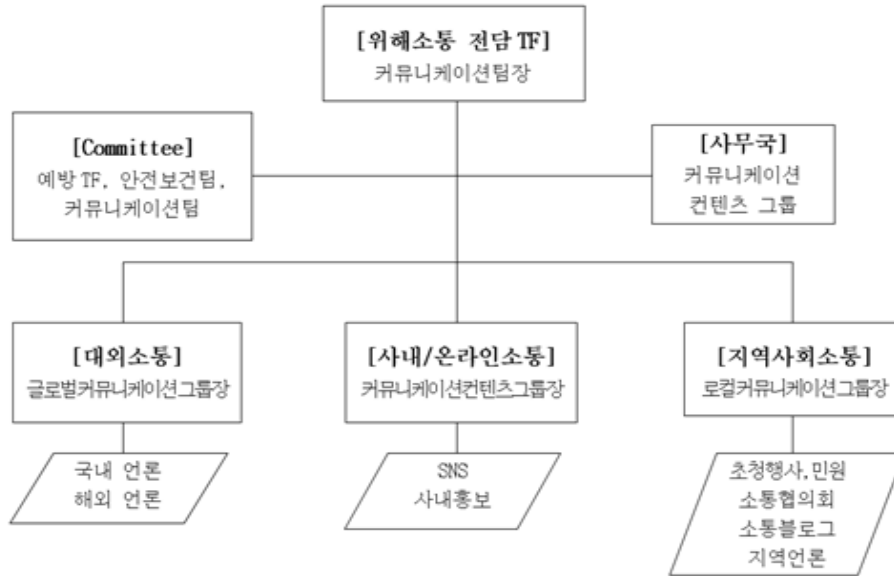 [위해소통 전담 TF]
커뮤니케이션팀장
[Committee]
예방 TF, 안전보건팀,
커뮤니케이션팀
[사무국]
커뮤니케이션
컨텐츠 그룹
[대외소통]
글로벌커뮤니케이션그룹장
[사내/온라인소통]
커뮤니케이션컨텐츠그룹장
[지역사회소통]
로컬커뮤니케이션그룹장
국내 언론
해외 언론
SNS
사내홍보
초청행사,민원
소통협의회
소통블로그
지역언론